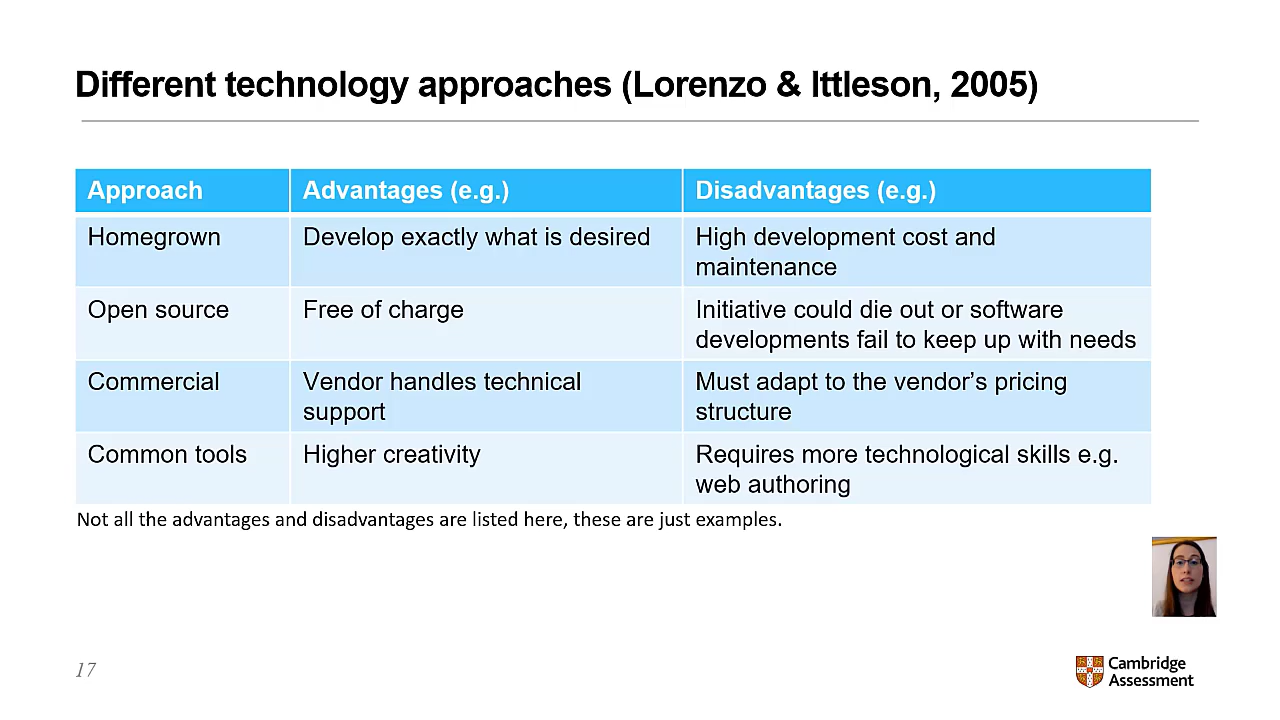 Different technology approaches (Lorenzo & Ittleson, 2005)
Approach Advantages (e.g.) Disadvantages (e.g.)
Homegrown Develop exactly what is desired High development cost and
maintenance
Open source Free of charge Initiative could die out or software
developments fail to keep up with needs
Commercial Vendor handles technical Must adapt to the vendor’s pricing
support structure
Common tools Higher creativity Requires more technological skills e.g.
web authoring
Not all the advantages and disadvantages are listed here, these are just examples.
17
Cambridge
Assessment